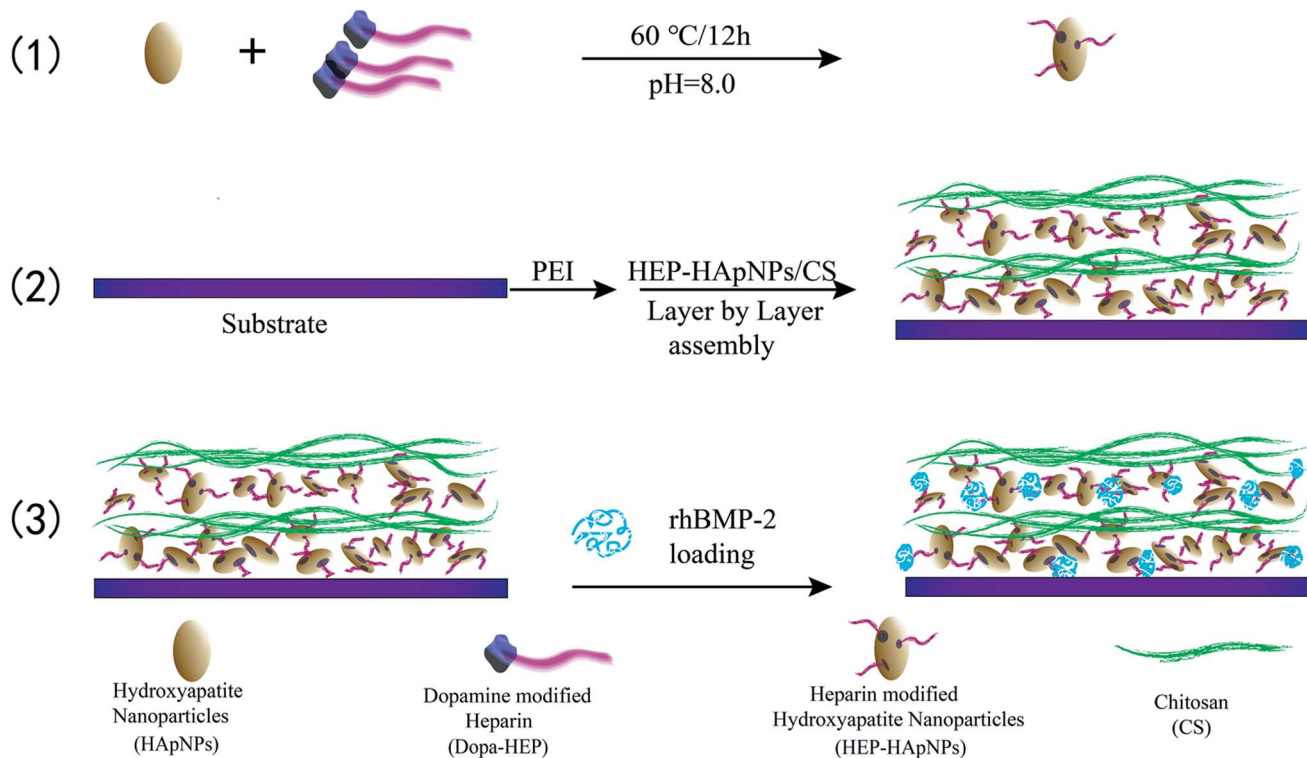 (1)
+
60 °C/12h
pH=8.0
(2)
Substrate
PEI
HEP-HApNPs/CS
Layer by Layer
assembly
(3)
rhBMP-2
loading
Hydroxyapatite
Nanoparticles
(HApNPs)
Dopamine modified
Heparin
(Dopa-HEP)
Heparin modified
Hydroxyapatite Nanoparticles
(HEP-HApNPs)
Chitosan
(CS)